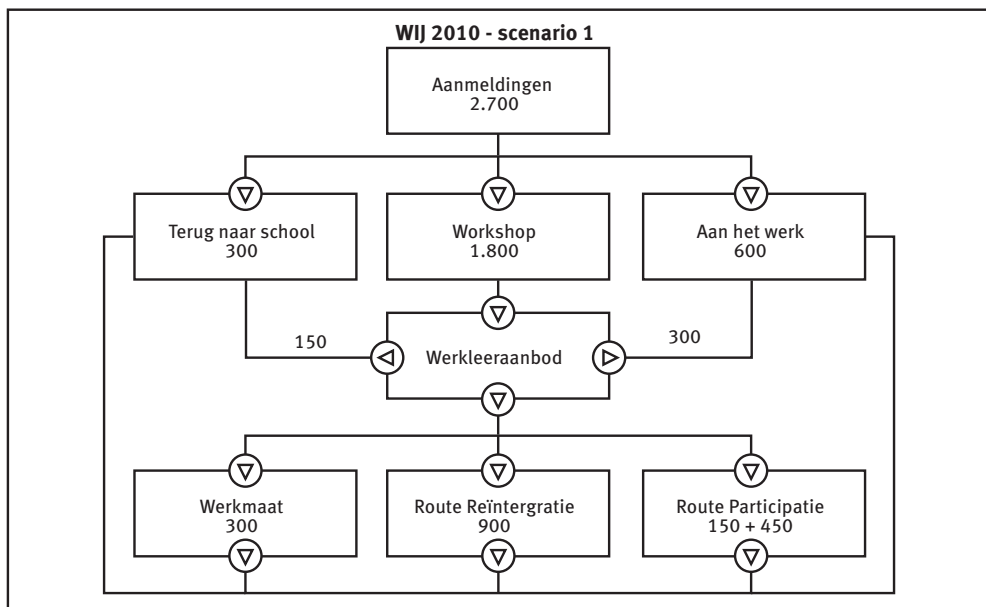 WIJ 2010 - scenario 1
Aanmeldingen
2.700
Terug naar school
300
Workshop
1.800
Aan het werk
600
150
Werkleeraanbod
300
Werkmaat
300
Route Reïntergratie
900
Route Participatie
150 + 450